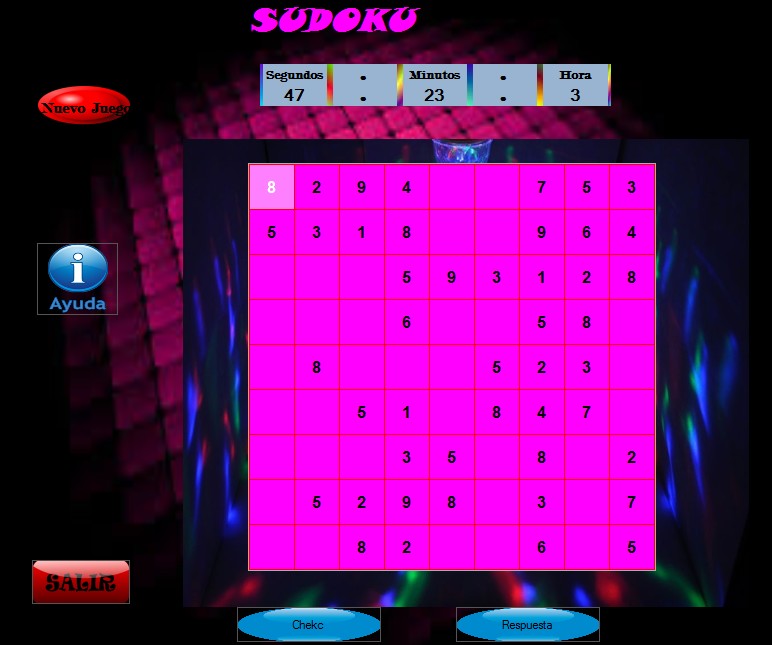 SUDOKU
Segundos : Minutos : Hora
47 23 3
Nuevo Juego
8 2 9 4 7 5 3
5 3 1 8 9 6 4
5 9 3 1 2 8
6 5 8
8 5 2 3
5 1 8 4 7
3 5 8 2
5 2 9 8 3 7
8 2 6 5
i
Ayuda
SALIR
Chekc
Respuesta